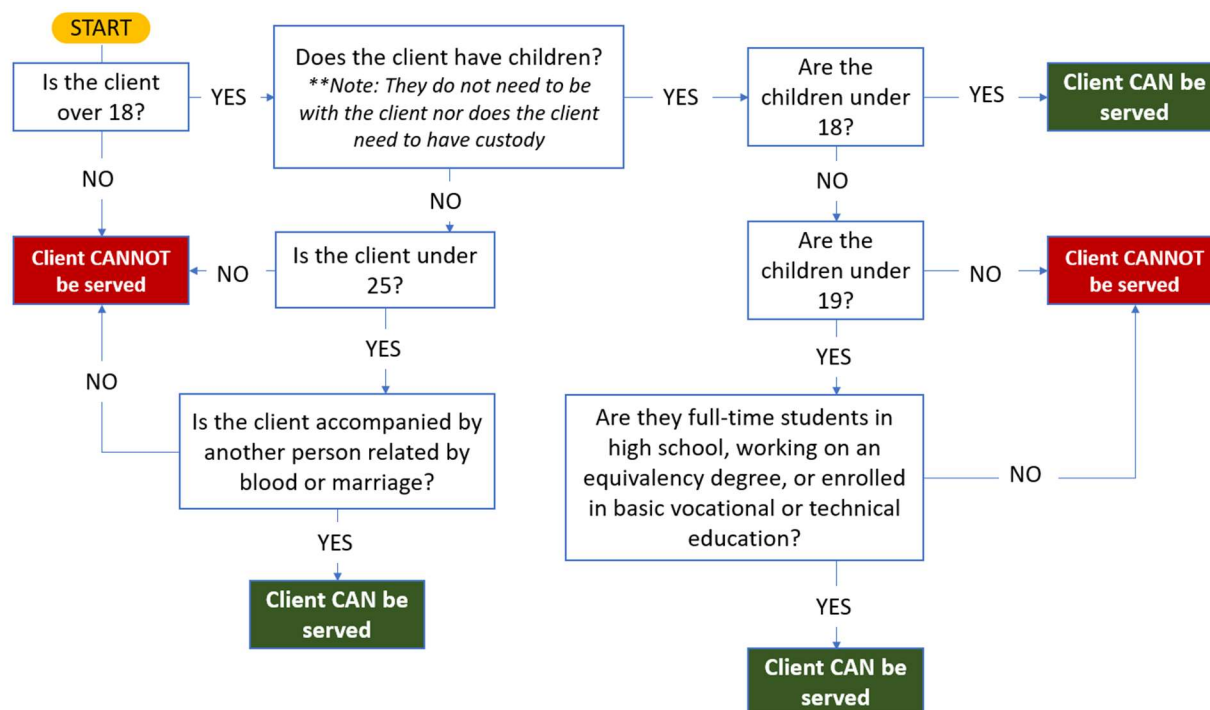 START
Is the client
over 18?
YES
Does the client have children?
**Note: They do not need to be
with the client nor does the client
need to have custody
YES
Are the
children under
18?
YES
Client CAN be
served
NO
NO
NO
Client CANNOT
be served
NO
Is the client under
25?
Are the
children under
19?
NO
Client CANNOT
be served
YES
YES
NO
Is the client accompanied by
another person related by
blood or marriage?
Are they full-time students in
high school, working on an
equivalency degree, or enrolled
in basic vocational or technical
education?
NO
YES
Client CAN be
served
YES
Client CAN be
served